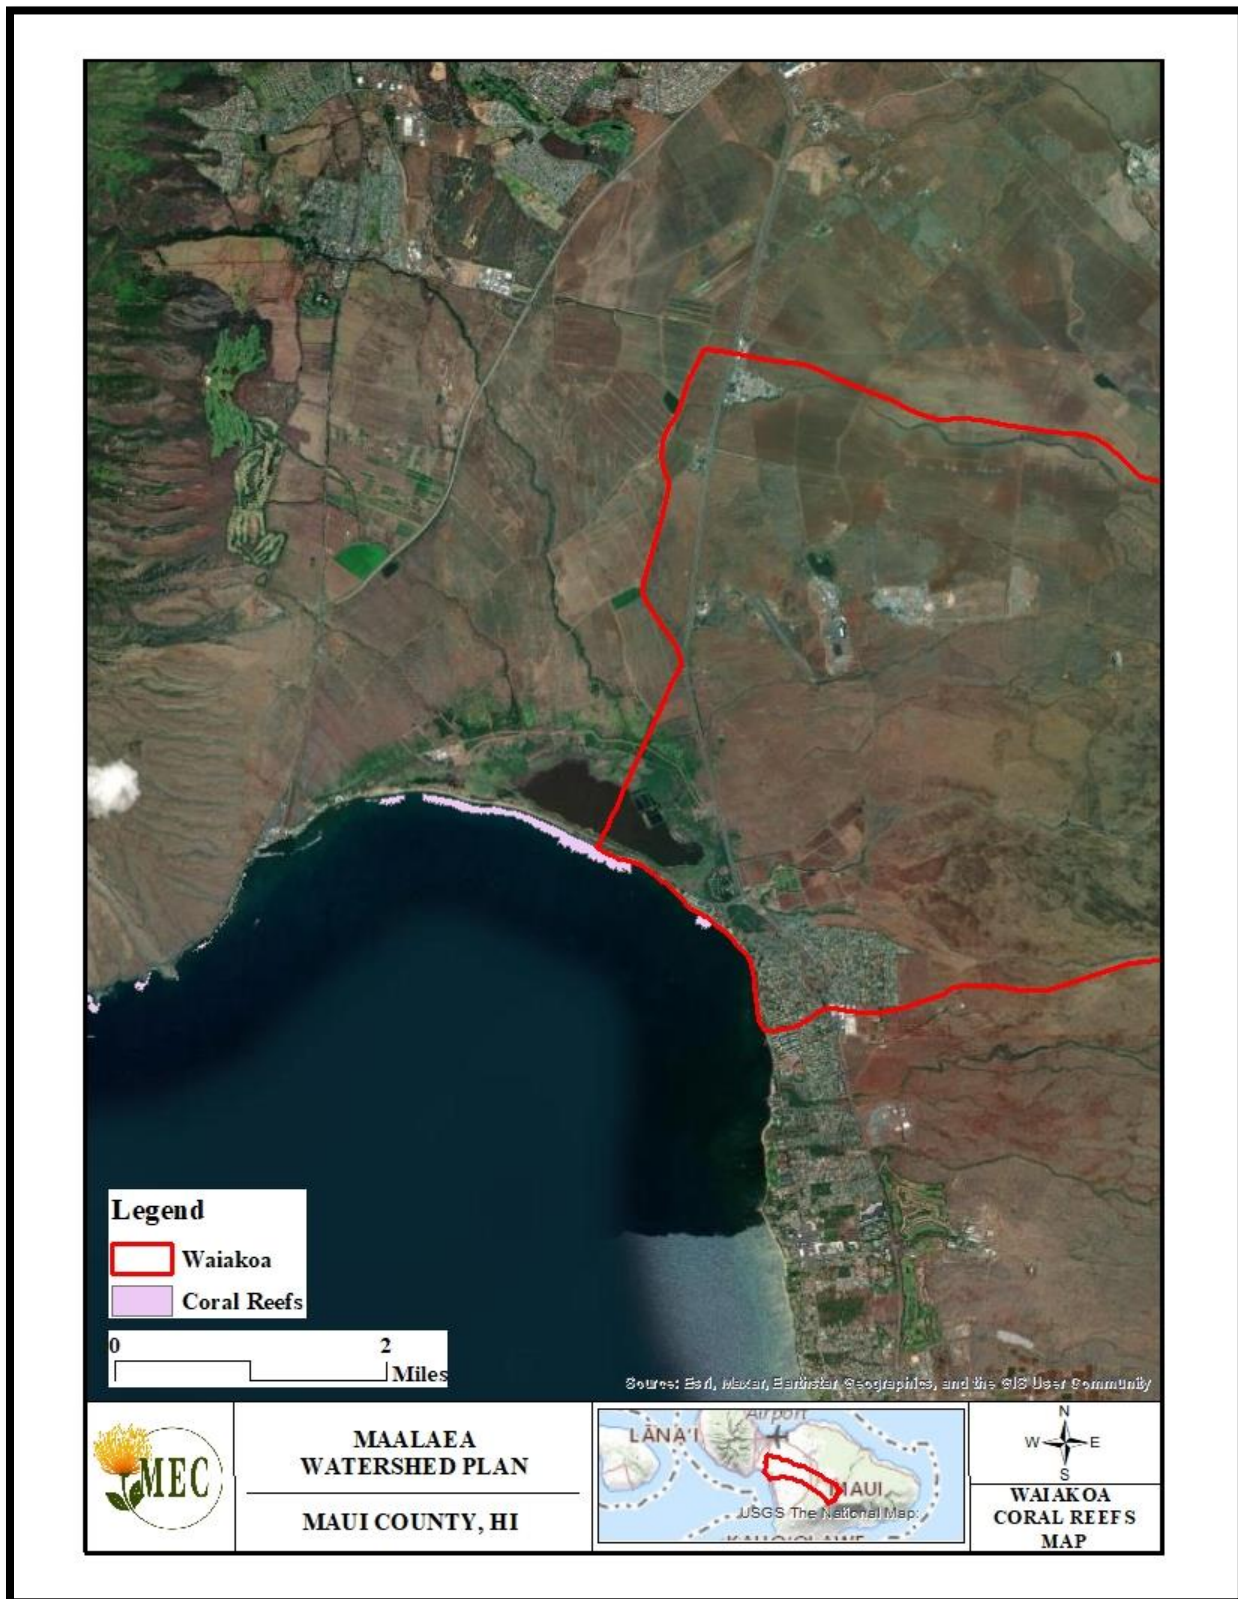 Legend
Waiakoa
Coral Reefs
0 2
Miles
Source: Esri, Maxar, Earthstar Geographics, and the GIS User Community
MEC
MAALAEA
WATERSHED PLAN
MAUI COUNTY, HI
Airport
LĀNA'I
MAUI
USGS The National Map:
N
W E
S
WAIAKOA
CORAL REEFS
MAP